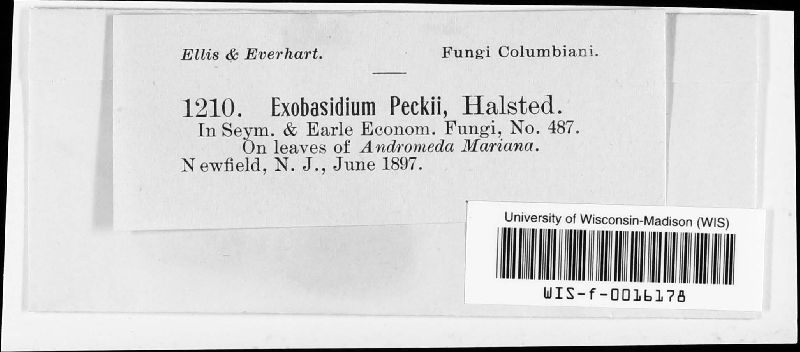 Ellis & Everhart. Fungi Columbiani.
1210. Exobasidium Peckii, Halsted.
In Seym. & Earle Econom. Fungi, No. 487.
On leaves of Andromeda Mariana.
Newfield, N. J., June 1897.
University of Wisconsin-Madison (WIS)
WIS-f-0016178